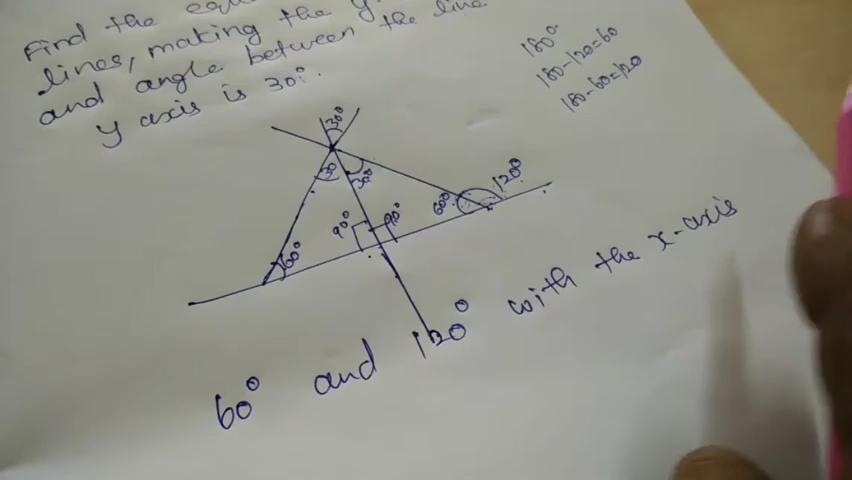 Find the
lines, making the y
and angle between the line
y axis is 30°.
180°
180-120=60
180-60=120
30°
30
30°
120°
60°
90°
90°
60°
60° and 120° with the x-axis